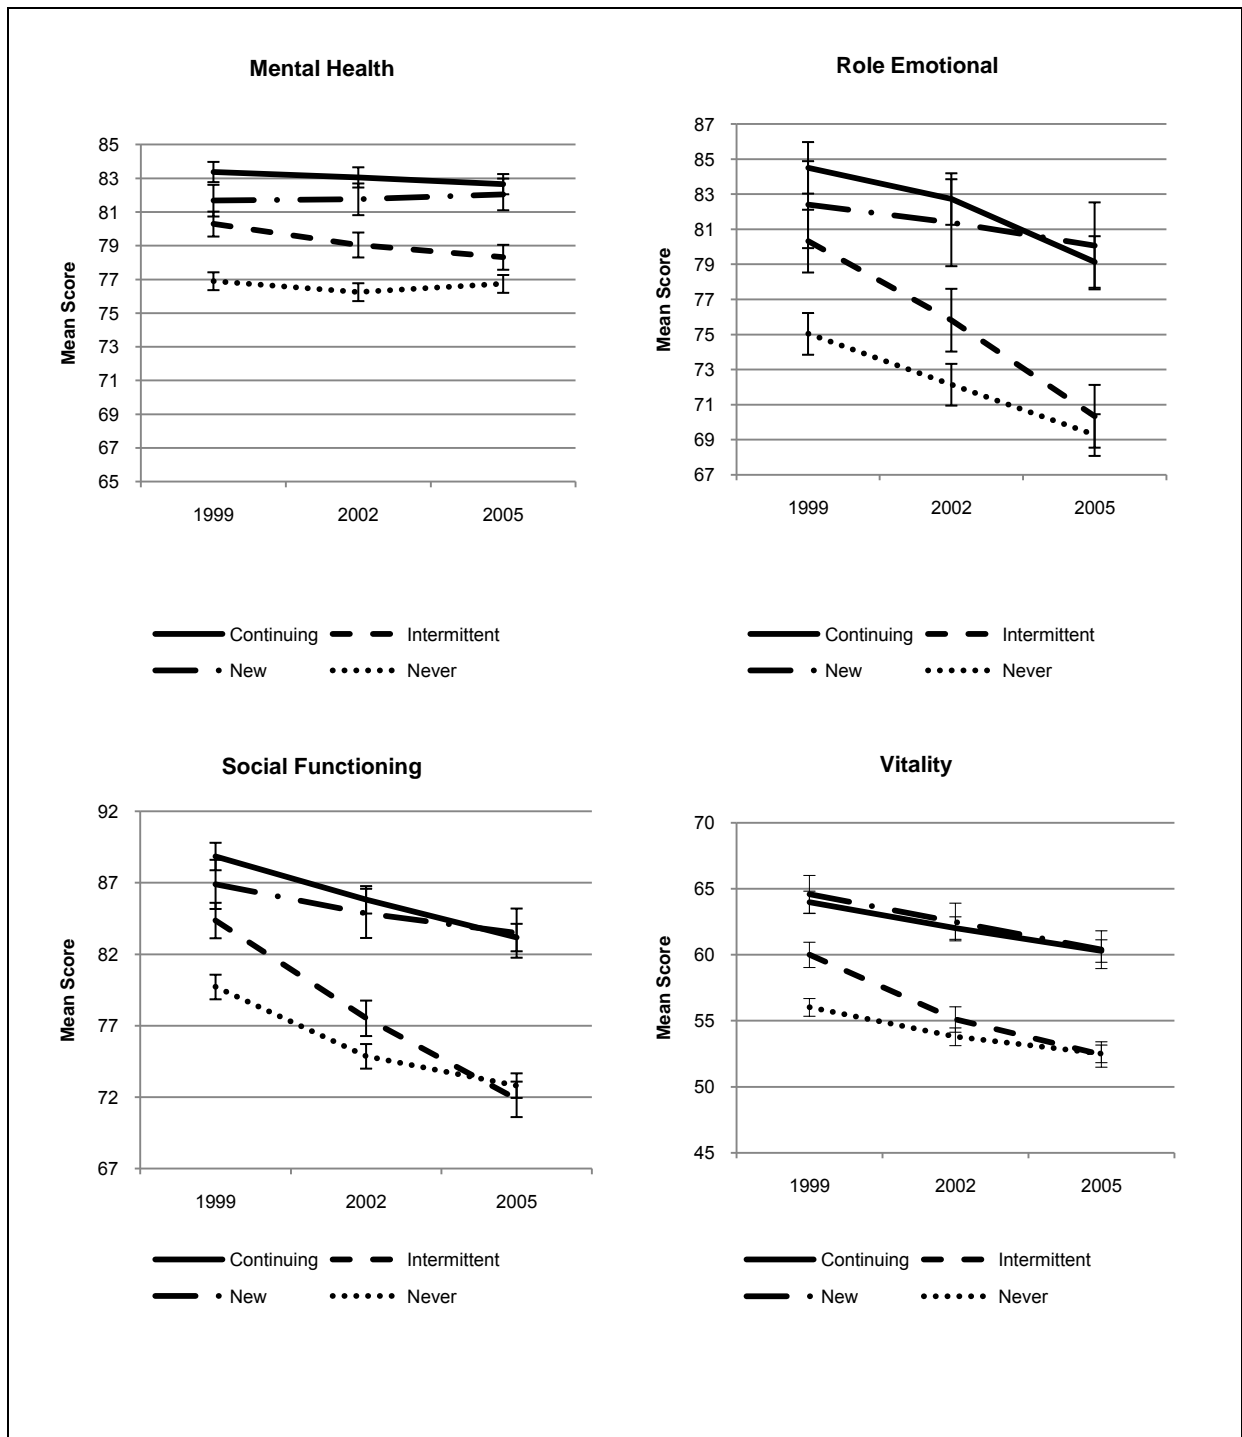 Mental Health
85
83
81
79
77
75
73
71
69
67
65
Mean Score
1999 2002 2005
Continuing Intermittent
New Never
Role Emotional
87
85
83
81
79
77
75
73
71
69
67
Mean Score
1999 2002 2005
Continuing Intermittent
New Never
Social Functioning
92
87
82
77
72
67
Mean Score
1999 2002 2005
Continuing Intermittent
New Never
Vitality
70
65
60
55
50
45
Mean Score
1999 2002 2005
Continuing Intermittent
New Never